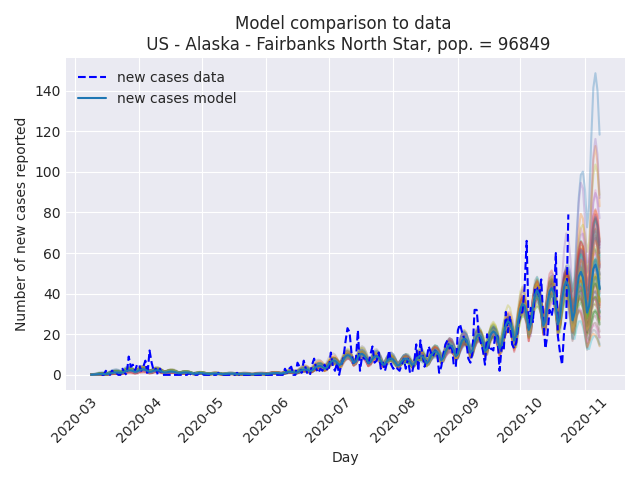 Model comparison to data
US - Alaska - Fairbanks North Star, pop. = 96849
new cases data
new cases model
Number of new cases reported
140
120
100
80
60
40
20
0
2020-03
2020-04
2020-05
2020-06
2020-07
2020-08
2020-09
2020-10
2020-11
Day